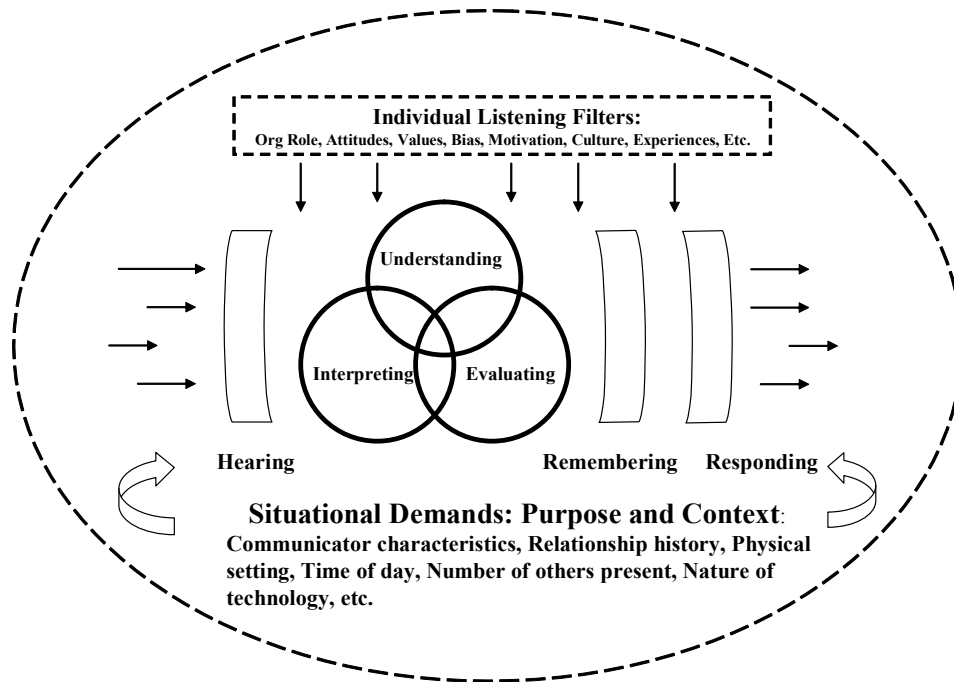 Individual Listening Filters:
Org Role, Attitudes, Values, Bias, Motivation, Culture, Experiences, Etc.
Understanding
Interpreting
Evaluating
Hearing
Remembering
Responding
Situational Demands: Purpose and Context:
Communicator characteristics, Relationship history, Physical
setting, Time of day, Number of others present, Nature of
technology, etc.